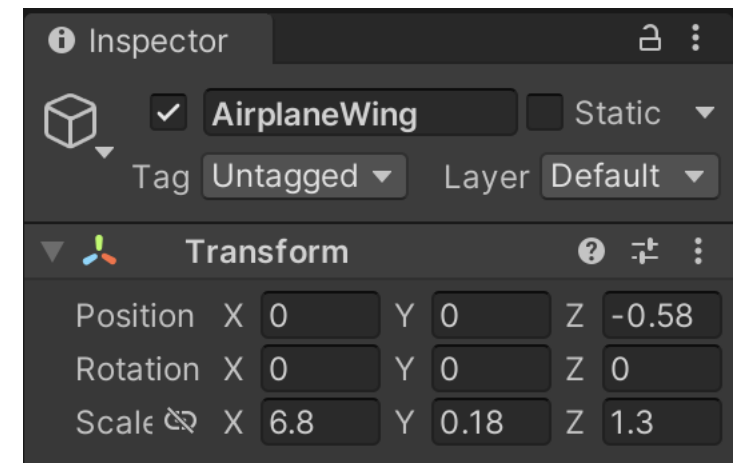 Inspector
AirplaneWing Static
Tag Untagged Layer Default
Transform
Position X 0 Y 0 Z -0.58
Rotation X 0 Y 0 Z 0
Scale X 6.8 Y 0.18 Z 1.3